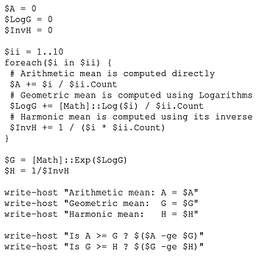 $A = 0
$LogG = 0
$InvH = 0

$ii = 1..10
foreach($i in $ii) {
 # Arithmetic mean is computed directly
 $A += $i / $ii.Count
 # Geometric mean is computed using Logarithms
 $LogG += [Math]::Log($i) / $ii.Count
 # Harmonic mean is computed using its inverse
 $InvH += 1 / ($i * $ii.Count)
}

$G = [Math]::Exp($LogG)
$H = 1/$InvH

write-host "Arithmetic mean: A = $A"
write-host "Geometric mean:  G = $G"
write-host "Harmonic mean:   H = $H"

write-host "Is A >= G ? $($A -ge $G)"
write-host "Is G >= H ? $($G -ge $H)"